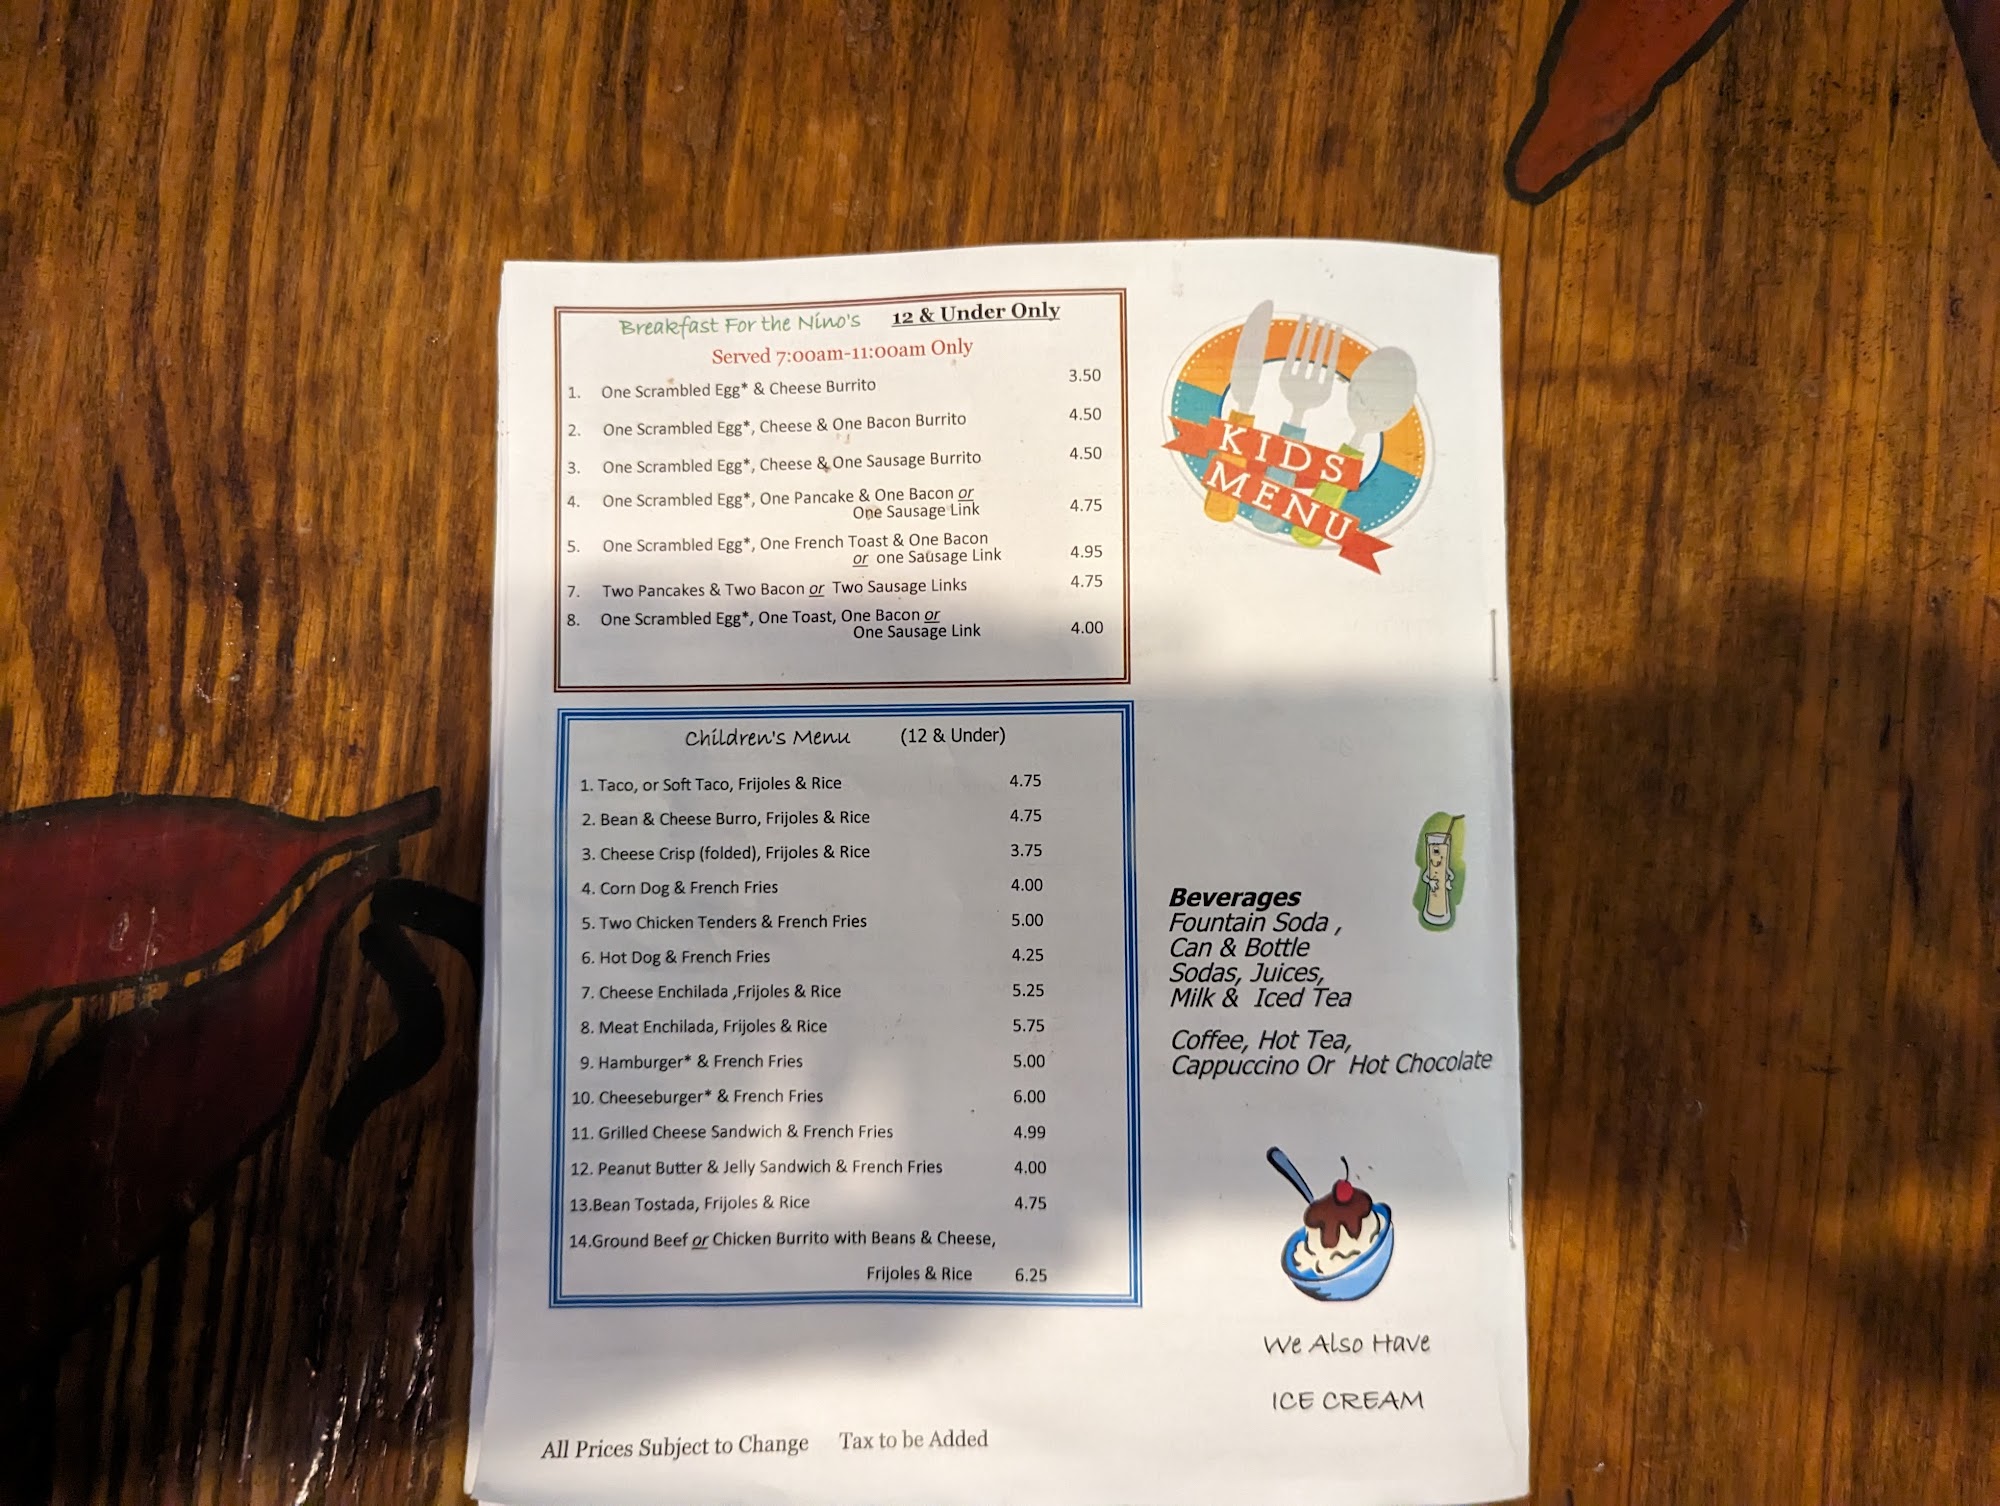 Breakfast For the Nino's 12 & Under Only
Served 7:00am-11:00am Only
1. One Scrambled Egg* & Cheese Burrito 3.50
2. One Scrambled Egg*, Cheese & One Bacon Burrito 4.50
3. One Scrambled Egg*, Cheese & One Sausage Burrito 4.50
4. One Scrambled Egg*, One Pancake & One Bacon or
One Sausage Link 4.75
5. One Scrambled Egg*, One French Toast & One Bacon
or one Sausage Link 4.95
7. Two Pancakes & Two Bacon or Two Sausage Links 4.75
8. One Scrambled Egg*, One Toast, One Bacon or
One Sausage Link 4.00
KIDS
MENU
Children's Menu (12 & Under)
1. Taco, or Soft Taco, Frijoles & Rice 4.75
2. Bean & Cheese Burro, Frijoles & Rice 4.75
3. Cheese Crisp (folded), Frijoles & Rice 3.75
4. Corn Dog & French Fries 4.00
5. Two Chicken Tenders & French Fries 5.00
6. Hot Dog & French Fries 4.25
7. Cheese Enchilada ,Frijoles & Rice 5.25
8. Meat Enchilada, Frijoles & Rice 5.75
9. Hamburger* & French Fries 5.00
10. Cheeseburger* & French Fries 6.00
11. Grilled Cheese Sandwich & French Fries 4.99
12. Peanut Butter & Jelly Sandwich & French Fries 4.00
13.Bean Tostada, Frijoles & Rice 4.75
14.Ground Beef or Chicken Burrito with Beans & Cheese,
Frijoles & Rice 6.25
Beverages
Fountain Soda ,
Can & Bottle
Sodas, Juices,
Milk & Iced Tea
Coffee, Hot Tea,
Cappuccino Or Hot Chocolate
We Also Have
ICE CREAM
All Prices Subject to Change Tax to be Added